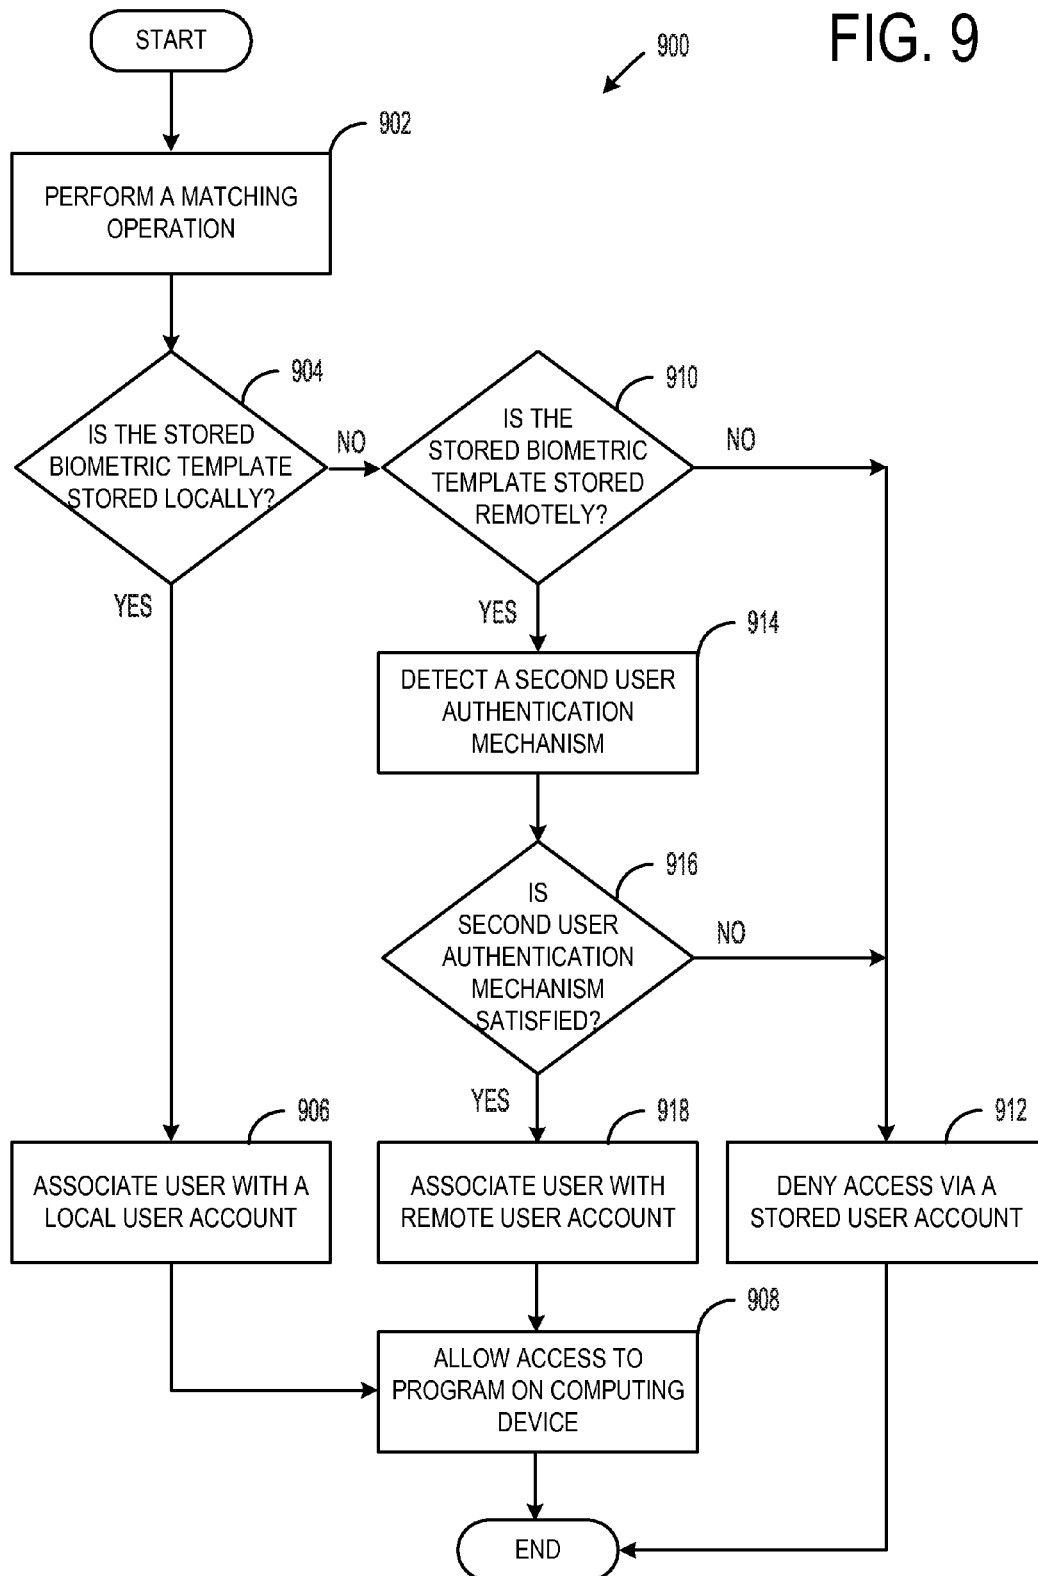 START
900
FIG. 9
902
PERFORM A MATCHING
OPERATION
904
IS THE STORED
BIOMETRIC TEMPLATE
STORED LOCALLY?
NO
910
IS THE
STORED BIOMETRIC
TEMPLATE STORED
REMOTELY?
NO
YES
YES
914
DETECT A SECOND USER
AUTHENTICATION
MECHANISM
916
IS
SECOND USER
AUTHENTICATION
MECHANISM
SATISFIED?
NO
YES
906
ASSOCIATE USER WITH A
LOCAL USER ACCOUNT
918
ASSOCIATE USER WITH
REMOTE USER ACCOUNT
912
DENY ACCESS VIA A
STORED USER ACCOUNT
908
ALLOW ACCESS TO
PROGRAM ON COMPUTING
DEVICE
END